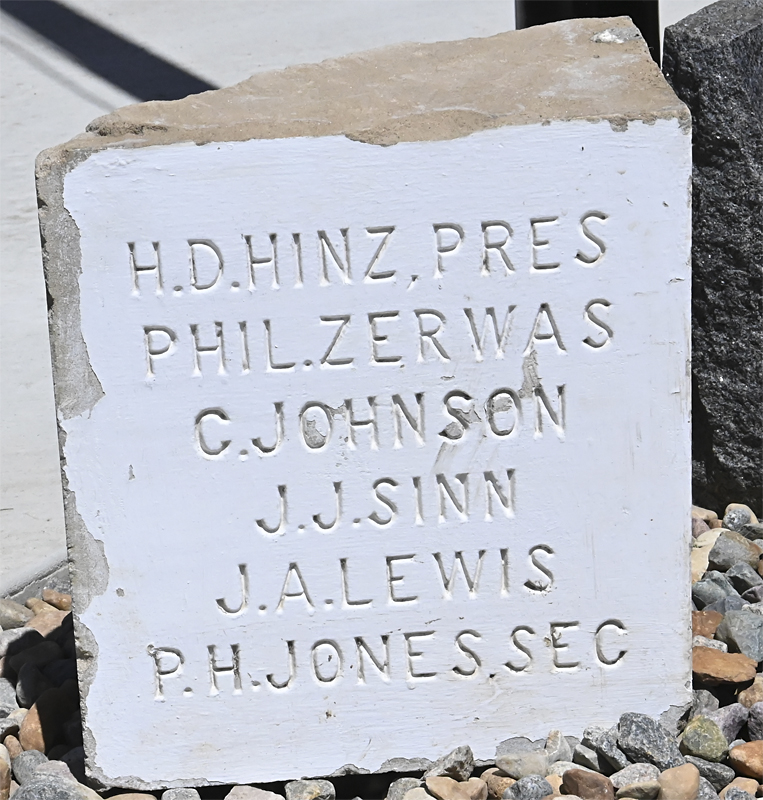 H.D.HINZ, PRES
PHIL.ZERWAS
C.JOHNSON
J.J.SINN
J.A.LEWIS
P.H.JONES.SEC